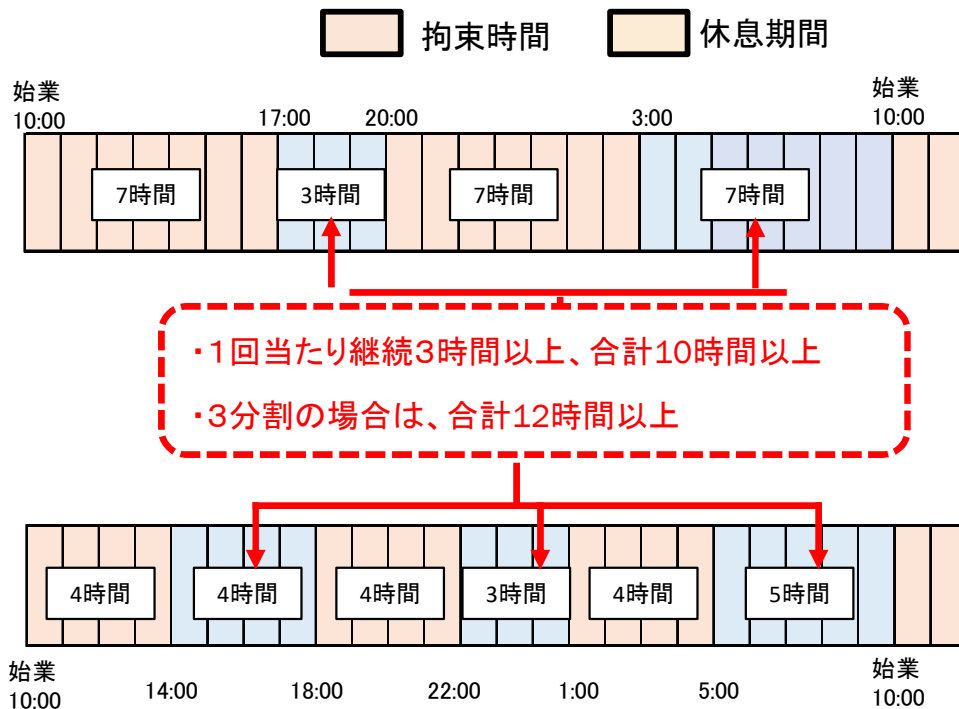 拘束時間
休息期間
始業
10:00
17:00
20:00
3:00
始業
10:00
7時間
3時間
7時間
7時間
・1回当たり継続3時間以上、合計10時間以上
・3分割の場合は、合計12時間以上
4時間
4時間
4時間
3時間
4時間
5時間
始業
10:00
14:00
18:00
22:00
1:00
5:00
始業
10:00